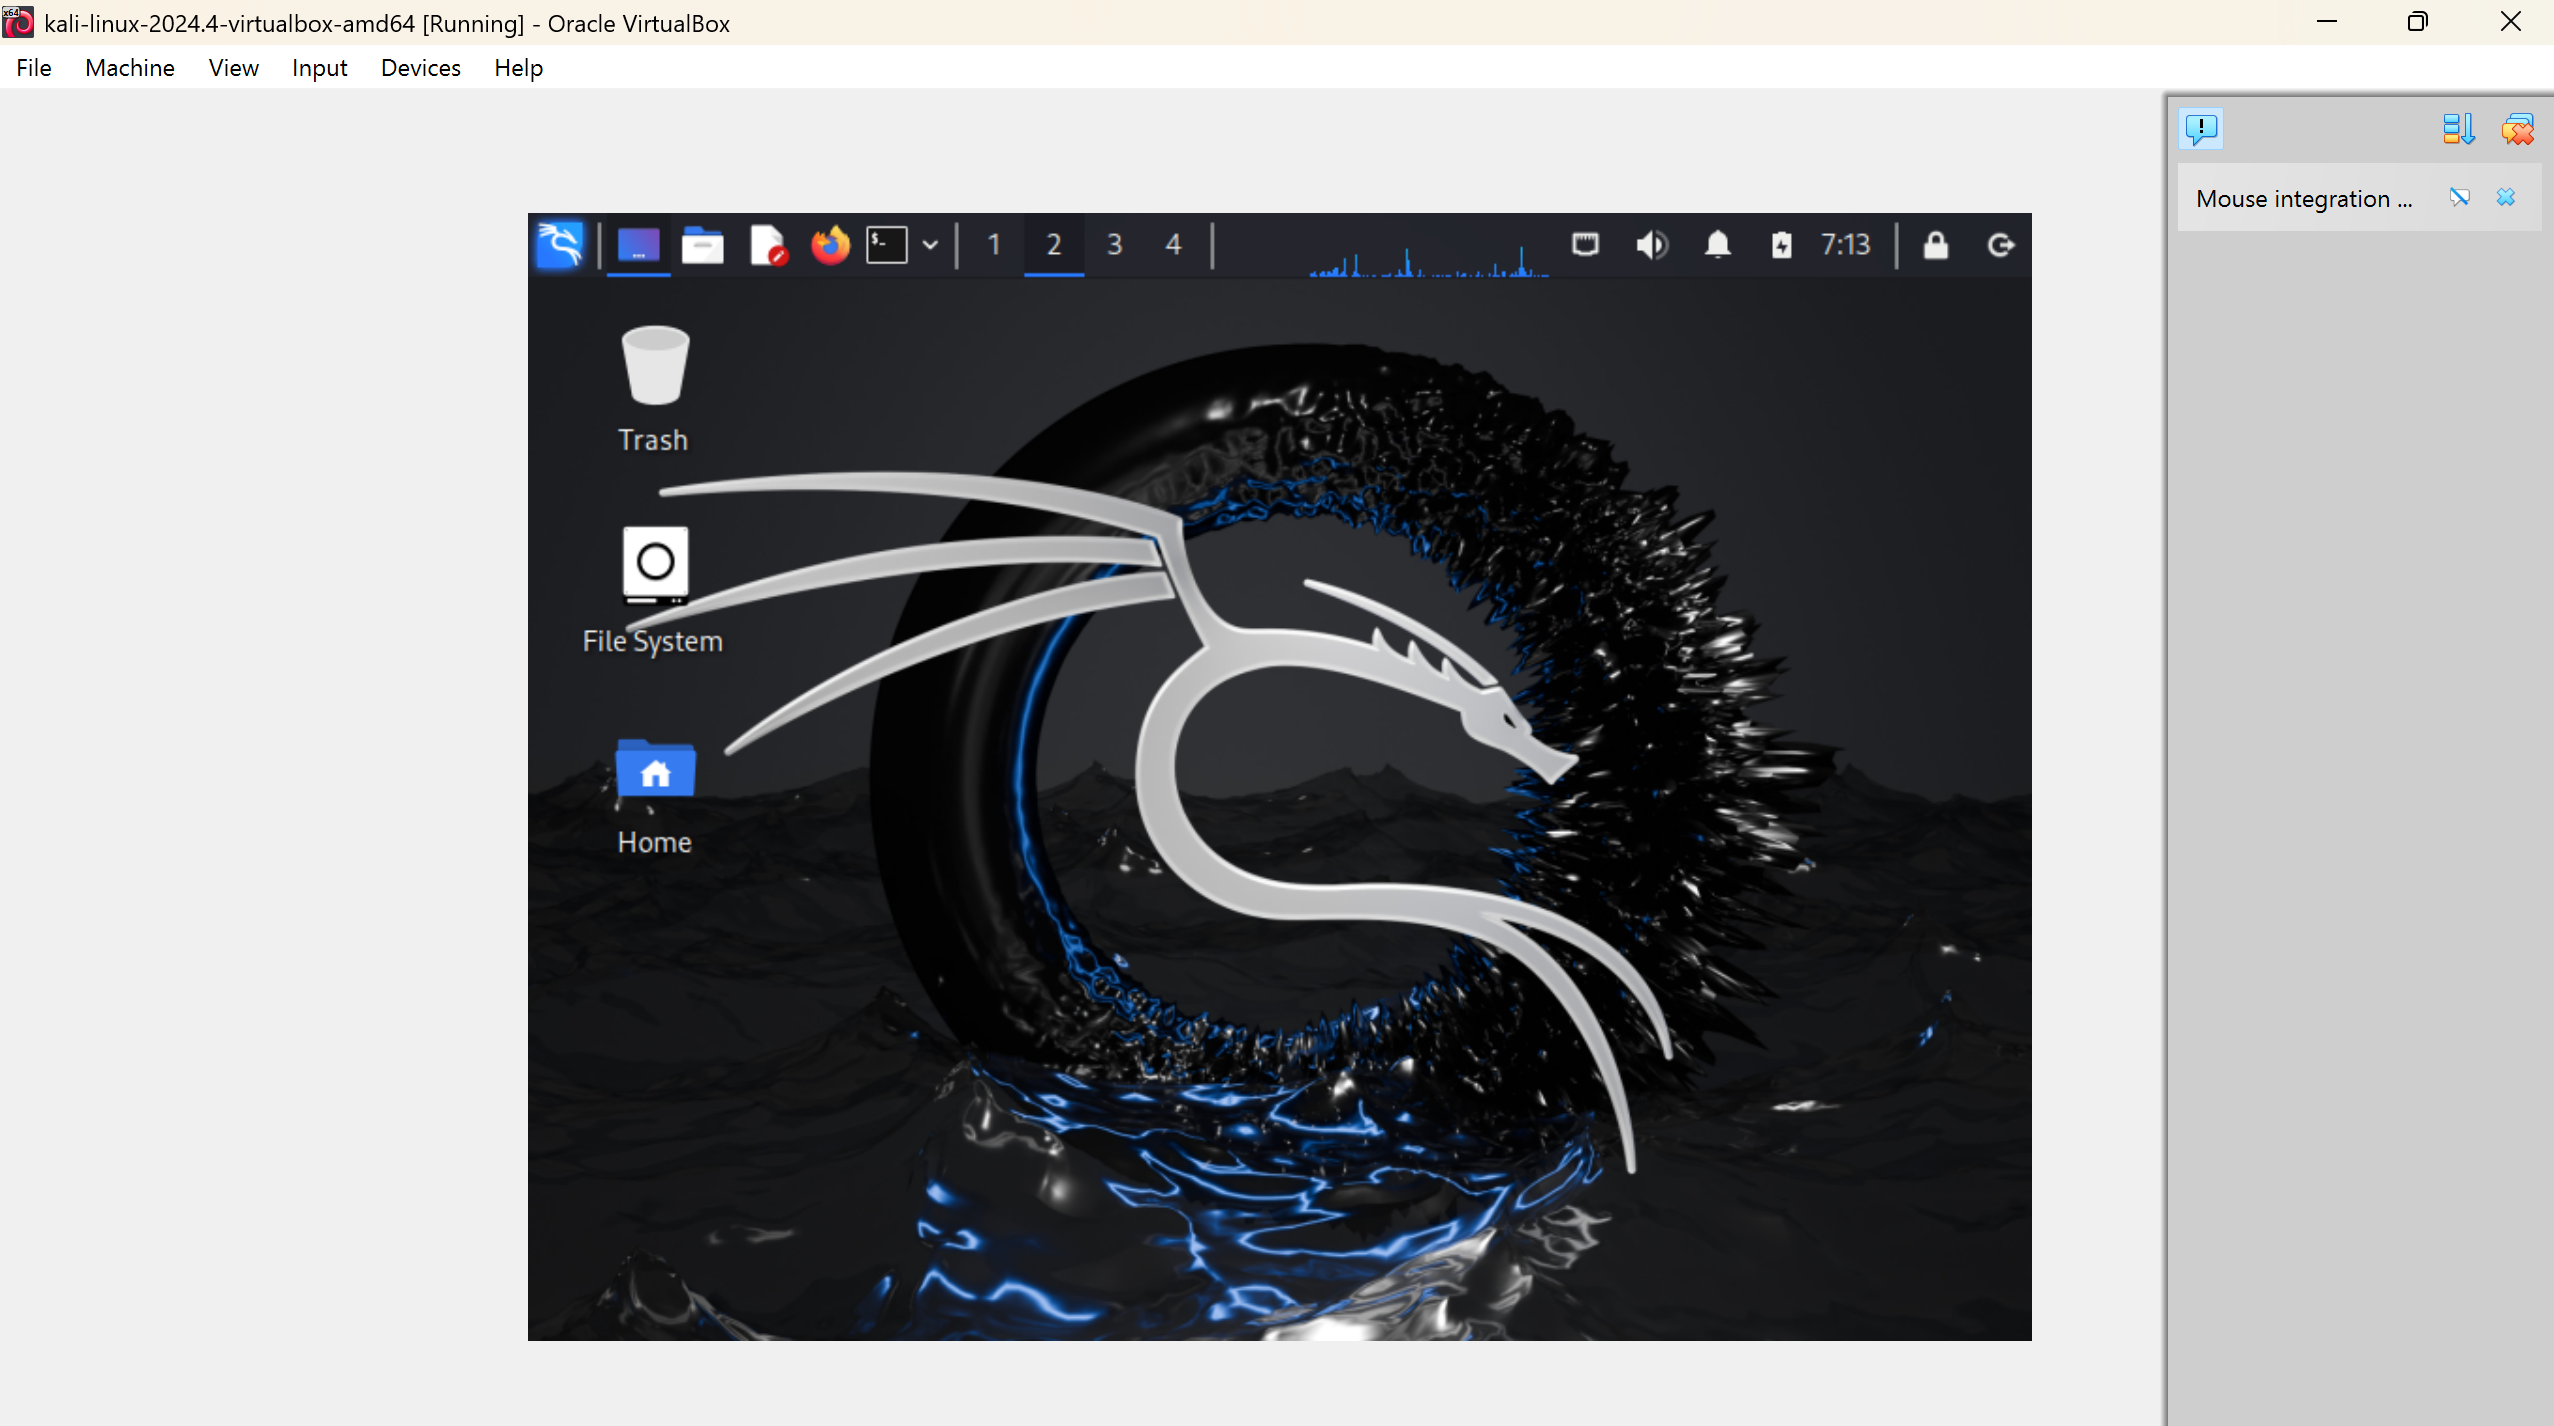 kali-linux-2024.4-virtualbox-amd64 [Running] - Oracle VirtualBox
File Machine View Input Devices Help
Mouse integration ...
$_ 1 2 3 4 7:13
Trash
File System
Home